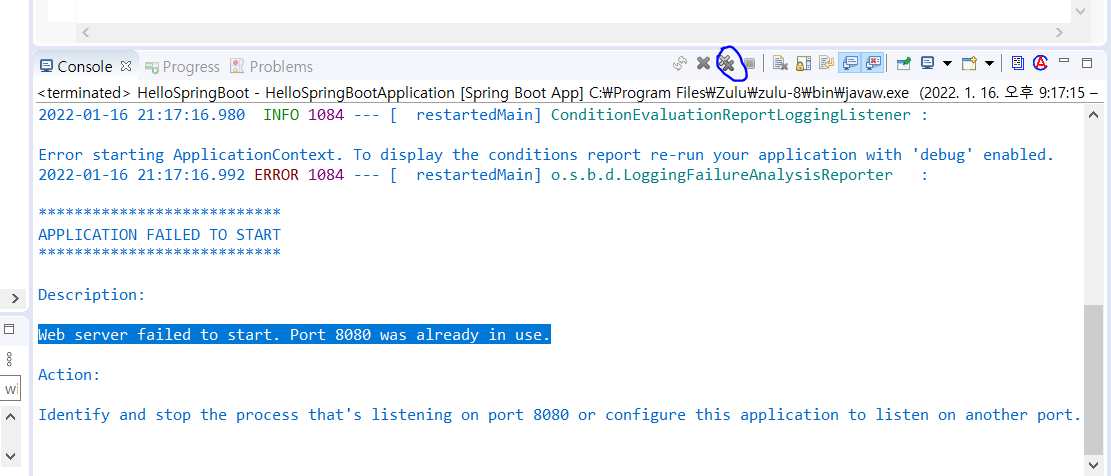 Console Progress Problems
<terminated> HelloSpringBoot - HelloSpringBootApplication [Spring Boot App] C:₩Program Files₩Zulu₩zulu-8₩bin₩javaw.exe (2022. 1. 16. 오후 9:17:15 –
2022-01-16 21:17:16.980 INFO 1084 --- [ restartedMain] ConditionEvaluationReportLoggingListener :
Error starting ApplicationContext. To display the conditions report re-run your application with 'debug' enabled.
2022-01-16 21:17:16.992 ERROR 1084 --- [ restartedMain] o.s.b.d.LoggingFailureAnalysisReporter :
***************************
APPLICATION FAILED TO START
***************************
Description:
Web server failed to start. Port 8080 was already in use.
Action:
Identify and stop the process that's listening on port 8080 or configure this application to listen on another port.